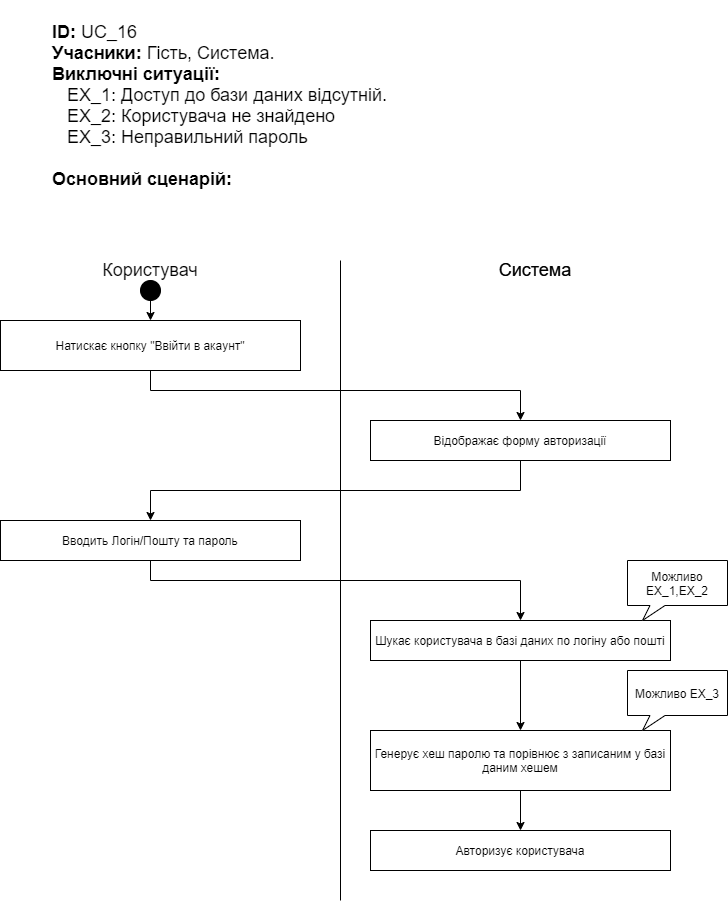 ID: UC_16
Учасники: Гість, Система.
Виключні ситуації:
EX_1: Доступ до бази даних відсутній.
EX_2: Користувача не знайдено
EX_3: Неправильний пароль
Основний сценарій:
Користувач
Система
Натискає кнопку "Ввійти в акаунт"
Відображає форму авторизації
Вводить Логін/Пошту та пароль
Можливо
EX_1,EX_2
Шукає користувача в базі даних по логіну або пошті
Можливо EX_3
Генерує хеш паролю та порівнює з записаним у базі
даним хешем
Авторизує користувача